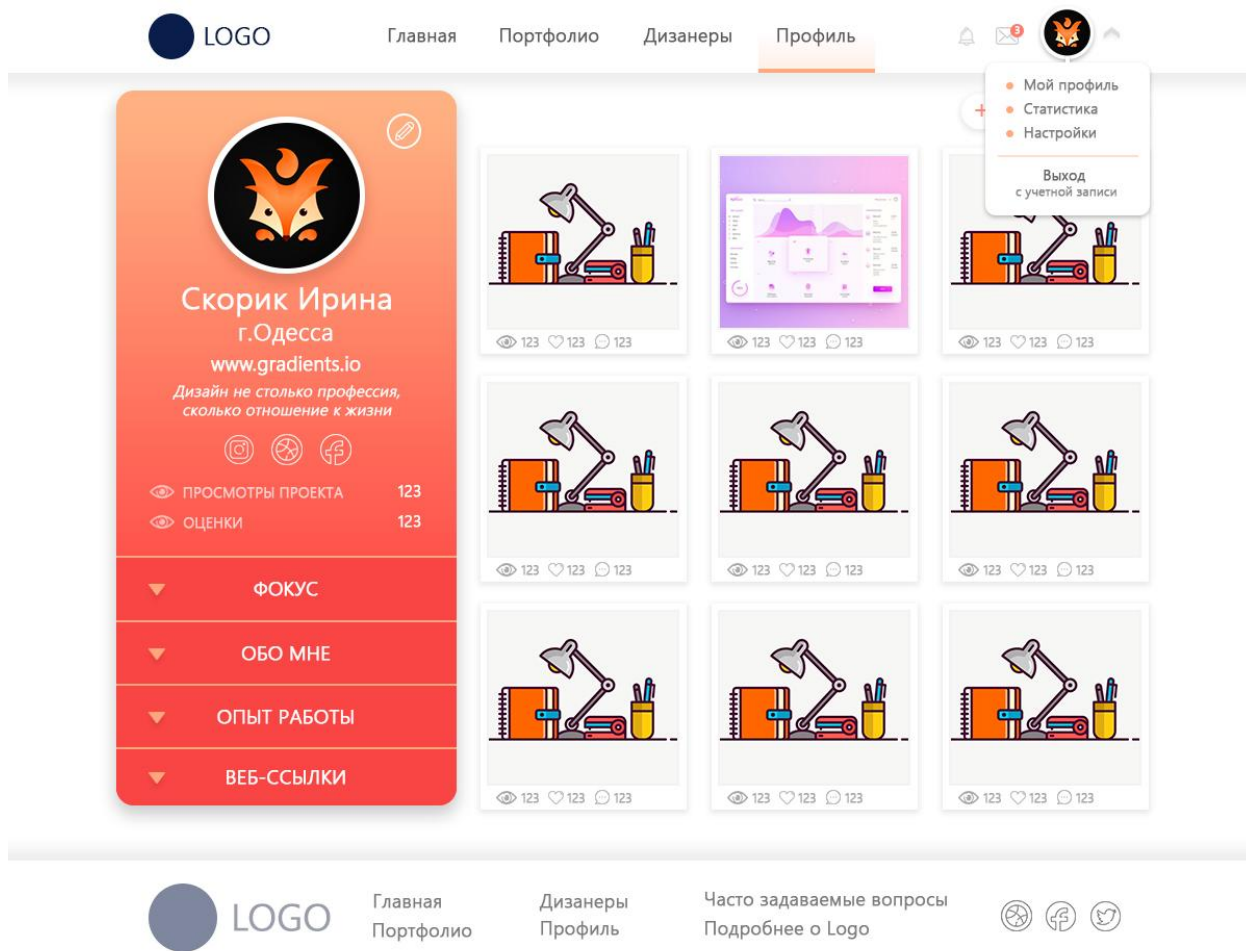 LOGO
Главная
Портфолио
Дизанеры
Профиль
3
Мой профиль
Статистика
Настройки
Выход
с учетной записи
+
Скорик Ирина
г.Одесса
www.gradients.io
Дизайн не столько профессия,
сколько отношение к жизни
ПРОСМОТРЫ ПРОЕКТА 123
ОЦЕНКИ 123
ФОКУС
ОБО МНЕ
ОПЫТ РАБОТЫ
ВЕБ-ССЫЛКИ
123 123 123
123 123 123
123 123 123
123 123 123
123 123 123
123 123 123
123 123 123
123 123 123
123 123 123
LOGO
Главная
Портфолио
Дизанеры
Профиль
Часто задаваемые вопросы
Подробнее о Logo